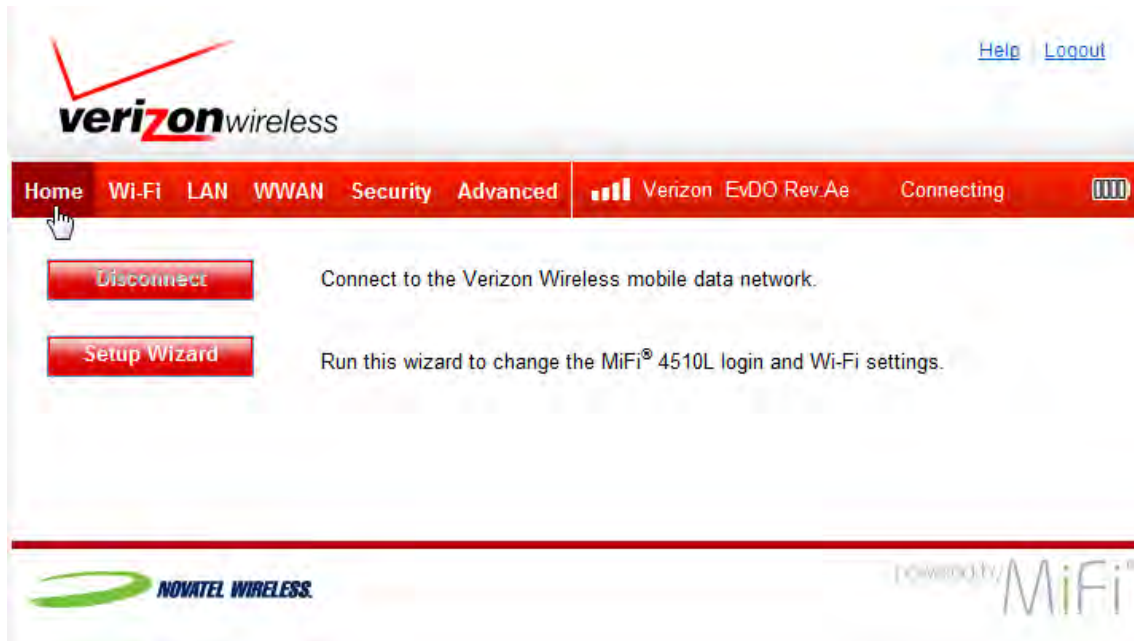 Help Logout
verizonwireless
Home Wi-Fi LAN WWAN Security Advanced Verizon EvDO Rev.Ae Connecting
Disconnect Connect to the Verizon Wireless mobile data network.
Setup Wizard Run this wizard to change the MiFi® 4510L login and Wi-Fi settings.
NOVATEL WIRELESS.
powered by MiFi®